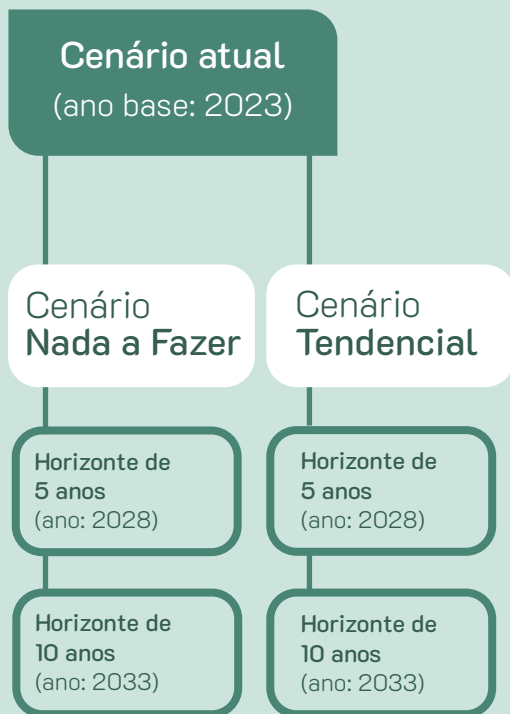 Cenário atual
(ano base: 2023)
Cenário
Nada a Fazer
Cenário
Tendencial
Horizonte de
5 anos
(ano: 2028)
Horizonte de
5 anos
(ano: 2028)
Horizonte de
10 anos
(ano: 2033)
Horizonte de
10 anos
(ano: 2033)